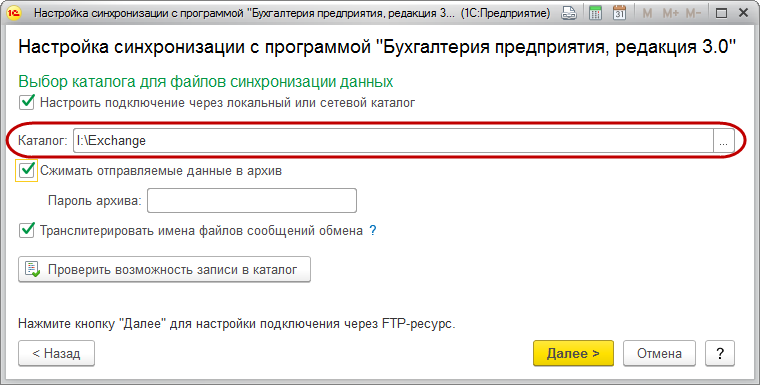 Настройка синхронизации с программой "Бухгалтерия предприятия, редакция 3... (1С:Предприятие) 31 M M+ M-
Настройка синхронизации с программой "Бухгалтерия предприятия, редакция 3.0"
Выбор каталога для файлов синхронизации данных
Настроить подключение через локальный или сетевой каталог
Каталог: I:\Exchange ...
Сжимать отправляемые данные в архив
Пароль архива:
Транслитерировать имена файлов сообщений обмена ?
Проверить возможность записи в каталог
Нажмите кнопку "Далее" для настройки подключения через FTP-ресурс.
< Назад Далее > Отмена ?